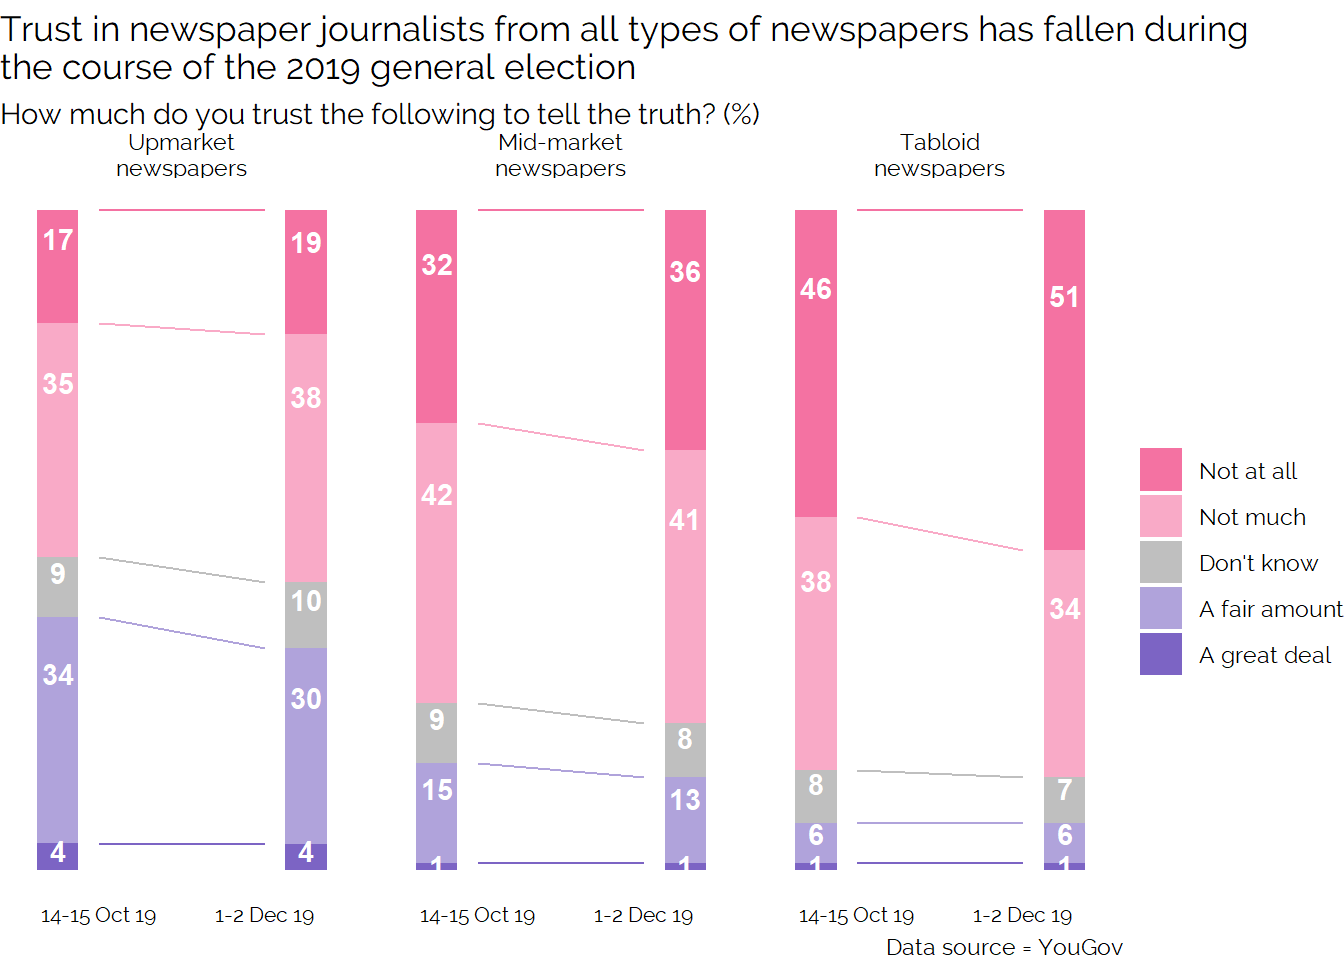 Trust in newspaper journalists from all types of newspapers has fallen during
the course of the 2019 general election
How much do you trust the following to tell the truth? (%)
Upmarket
newspapers
Mid-market
newspapers
Tabloid
newspapers
17
35
9
34
4
19
38
10
30
4
32
42
9
15
1
36
41
8
13
1
46
38
8
6
1
51
34
7
6
1
Not at all
Not much
Don't know
A fair amount
A great deal
14-15 Oct 19
1-2 Dec 19
14-15 Oct 19
1-2 Dec 19
14-15 Oct 19
1-2 Dec 19
Data source = YouGov